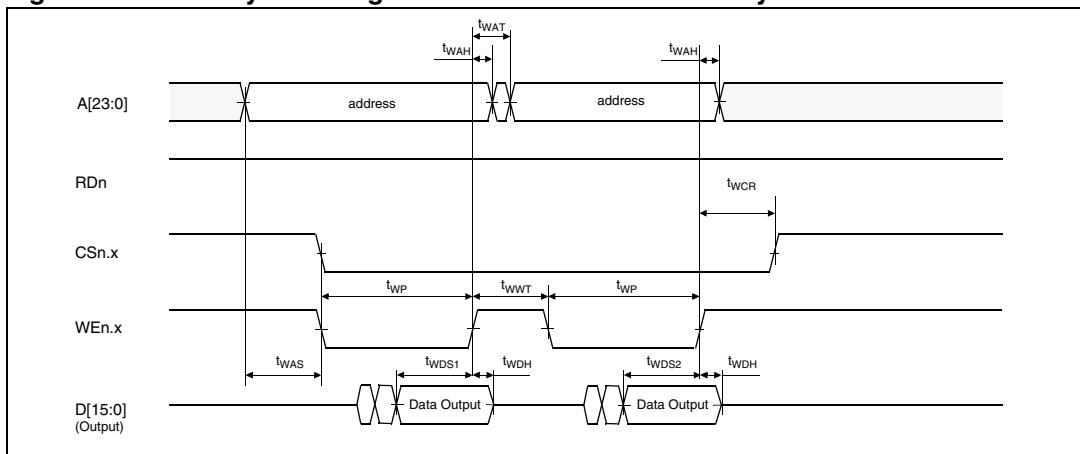 tWAT
tWAH
tWAH
A[23:0]
address
address
RDn
tWCR
CSn.x
tWP
tWWT
tWP
WEn.x
tWAS
tWDS1
tWDH
tWDS2
tWDH
D[15:0]
(Output)
Data Output
Data Output